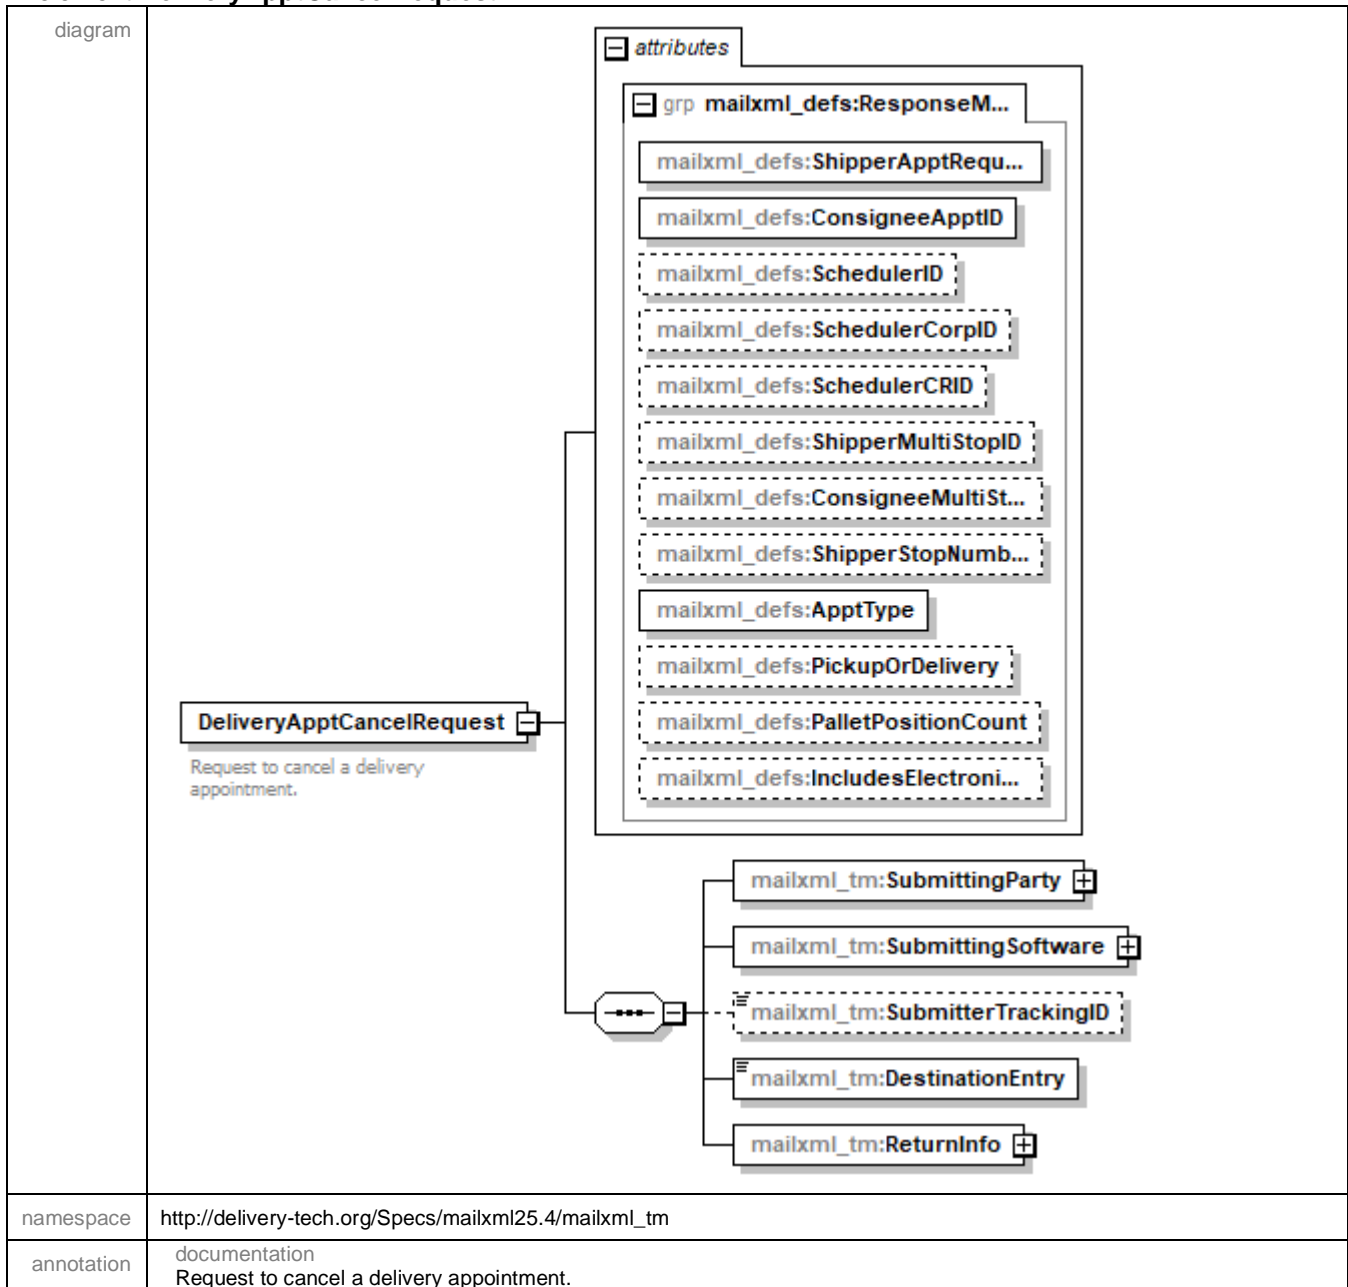 diagram
attributes
grp mailxml_defs:ResponseM...
mailxml_defs:ShipperApptRequ...
mailxml_defs:ConsigneeApptID
mailxml_defs:SchedulerID
mailxml_defs:SchedulerCorpID
mailxml_defs:SchedulerCRID
mailxml_defs:ShipperMultiStopID
mailxml_defs:ConsigneeMultiSt...
mailxml_defs:ShipperStopNumb...
mailxml_defs:ApptType
mailxml_defs:PickupOrDelivery
mailxml_defs:PalletPositionCount
mailxml_defs:IncludesElectroni...
DeliveryApptCancelRequest
Request to cancel a delivery
appointment.
mailxml_tm:SubmittingParty
mailxml_tm:SubmittingSoftware
mailxml_tm:SubmitterTrackingID
mailxml_tm:DestinationEntry
mailxml_tm:ReturnInfo
namespace http://delivery-tech.org/Specs/mailxml25.4/mailxml_tm
annotation
documentation
Request to cancel a delivery appointment.